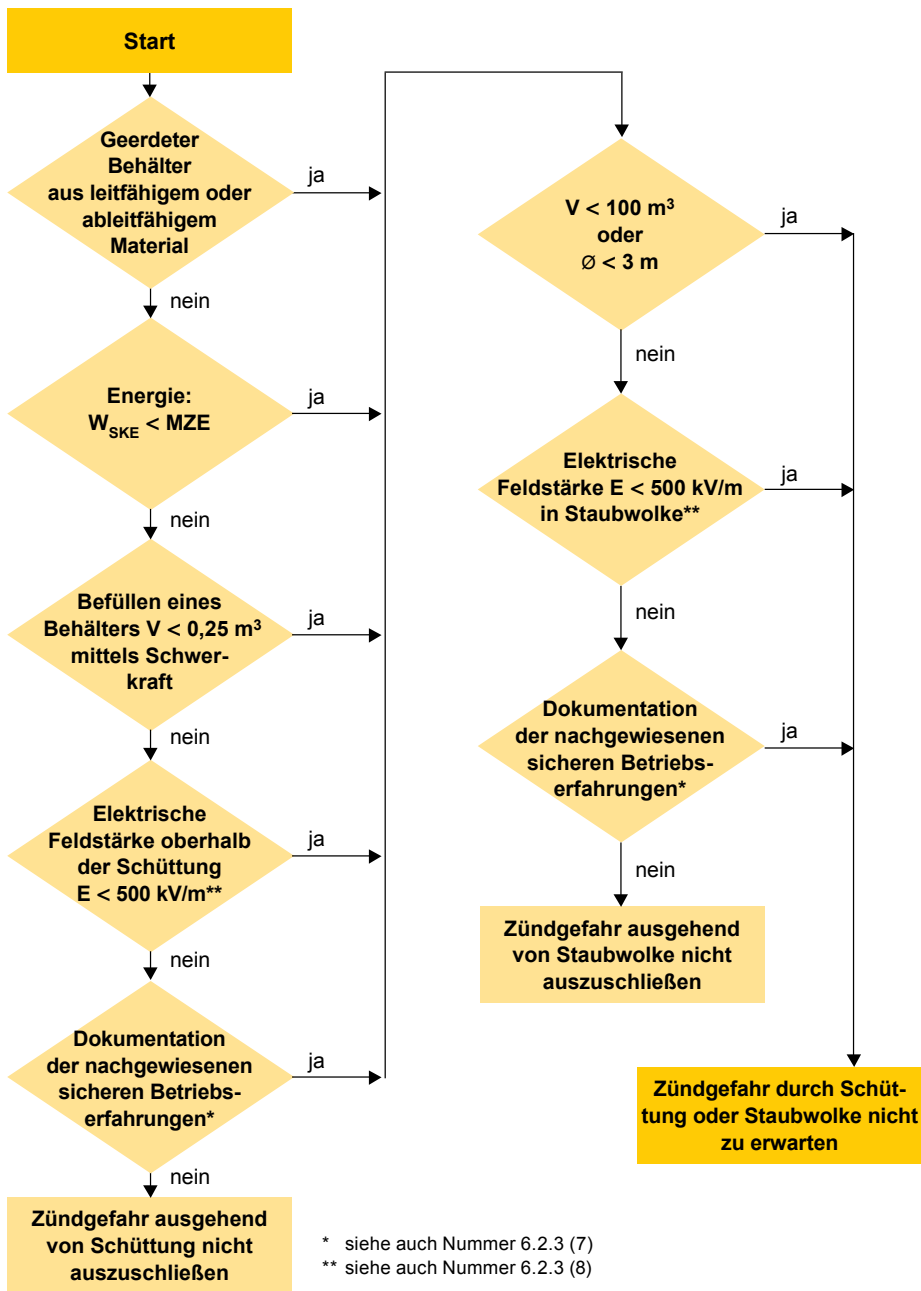 Start
Geerdeter
Behälter
aus leitfähigem oder
ableitfähigem
Material
ja
nein
Energie:
W_SKE < MZE
ja
nein
Befüllen eines
Behälters V < 0,25 m³
mittels Schwer-
kraft
ja
nein
Elektrische
Feldstärke oberhalb
der Schüttung
E < 500 kV/m**
ja
nein
Dokumentation
der nachgewiesenen
sicheren Betriebs-
erfahrungen*
ja
nein
Zündgefahr ausgehend
von Schüttung nicht
auszuschließen
V < 100 m³
oder
Ø < 3 m
ja
nein
Elektrische
Feldstärke E < 500 kV/m
in Staubwolke**
ja
nein
Dokumentation
der nachgewiesenen
sicheren Betriebs-
erfahrungen*
ja
nein
Zündgefahr ausgehend
von Staubwolke nicht
auszuschließen
Zündgefahr durch Schüt-
tung oder Staubwolke nicht
zu erwarten
* siehe auch Nummer 6.2.3 (7)
** siehe auch Nummer 6.2.3 (8)